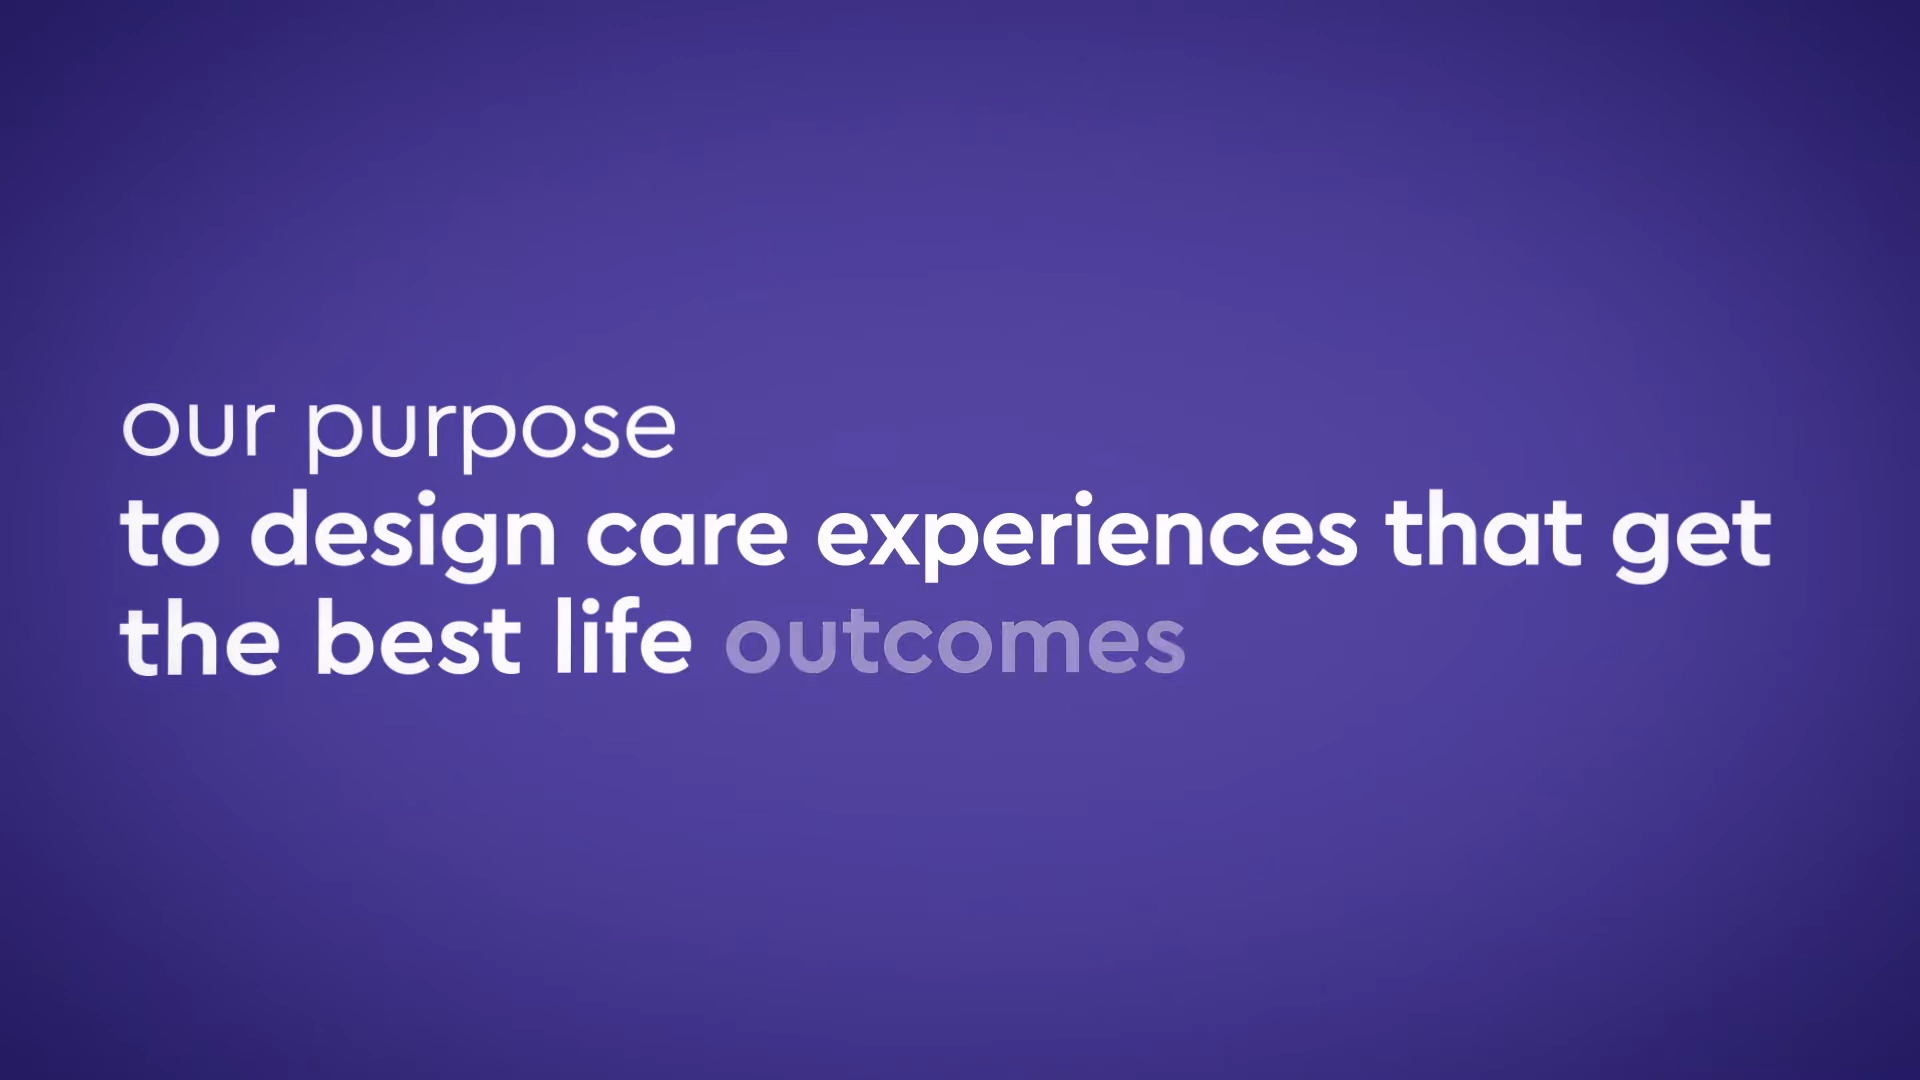 our purpose
to design care experiences that get
the best life outcomes